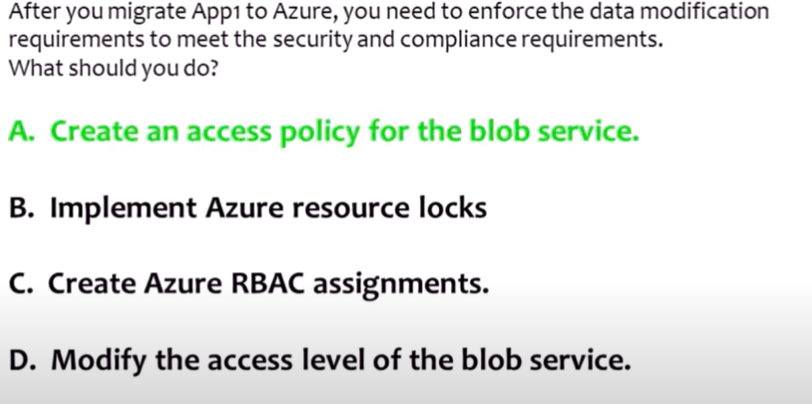 After you migrate App1 to Azure, you need to enforce the data modification
requirements to meet the security and compliance requirements.
What should you do?
A. Create an access policy for the blob service.
B. Implement Azure resource locks
C. Create Azure RBAC assignments.
D. Modify the access level of the blob service.